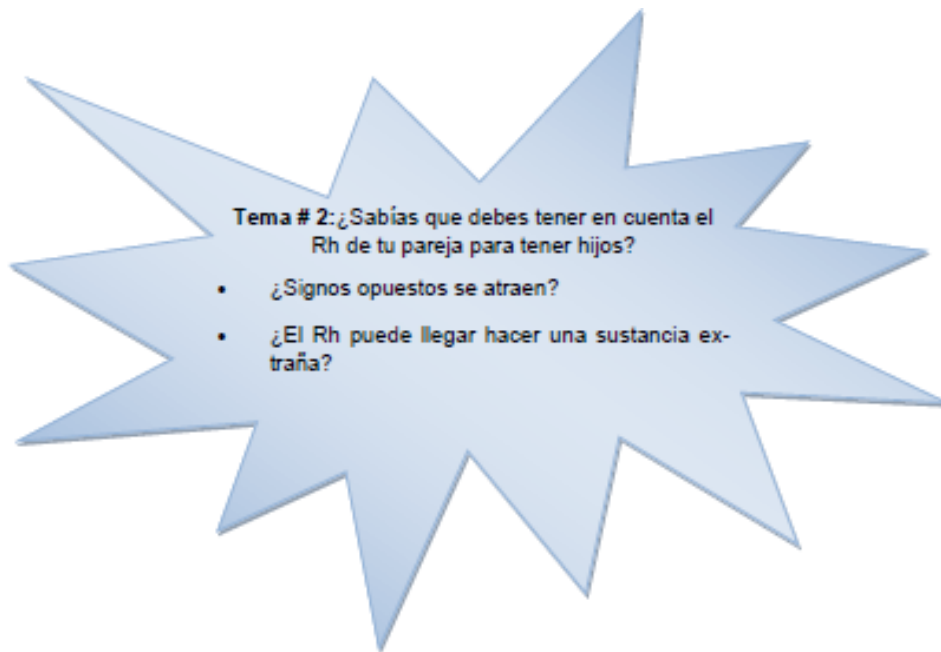 Tema # 2:¿Sabías que debes tener en cuenta el
Rh de tu pareja para tener hijos?
• ¿Signos opuestos se atraen?
• ¿El Rh puede llegar hacer una sustancia ex-
traña?